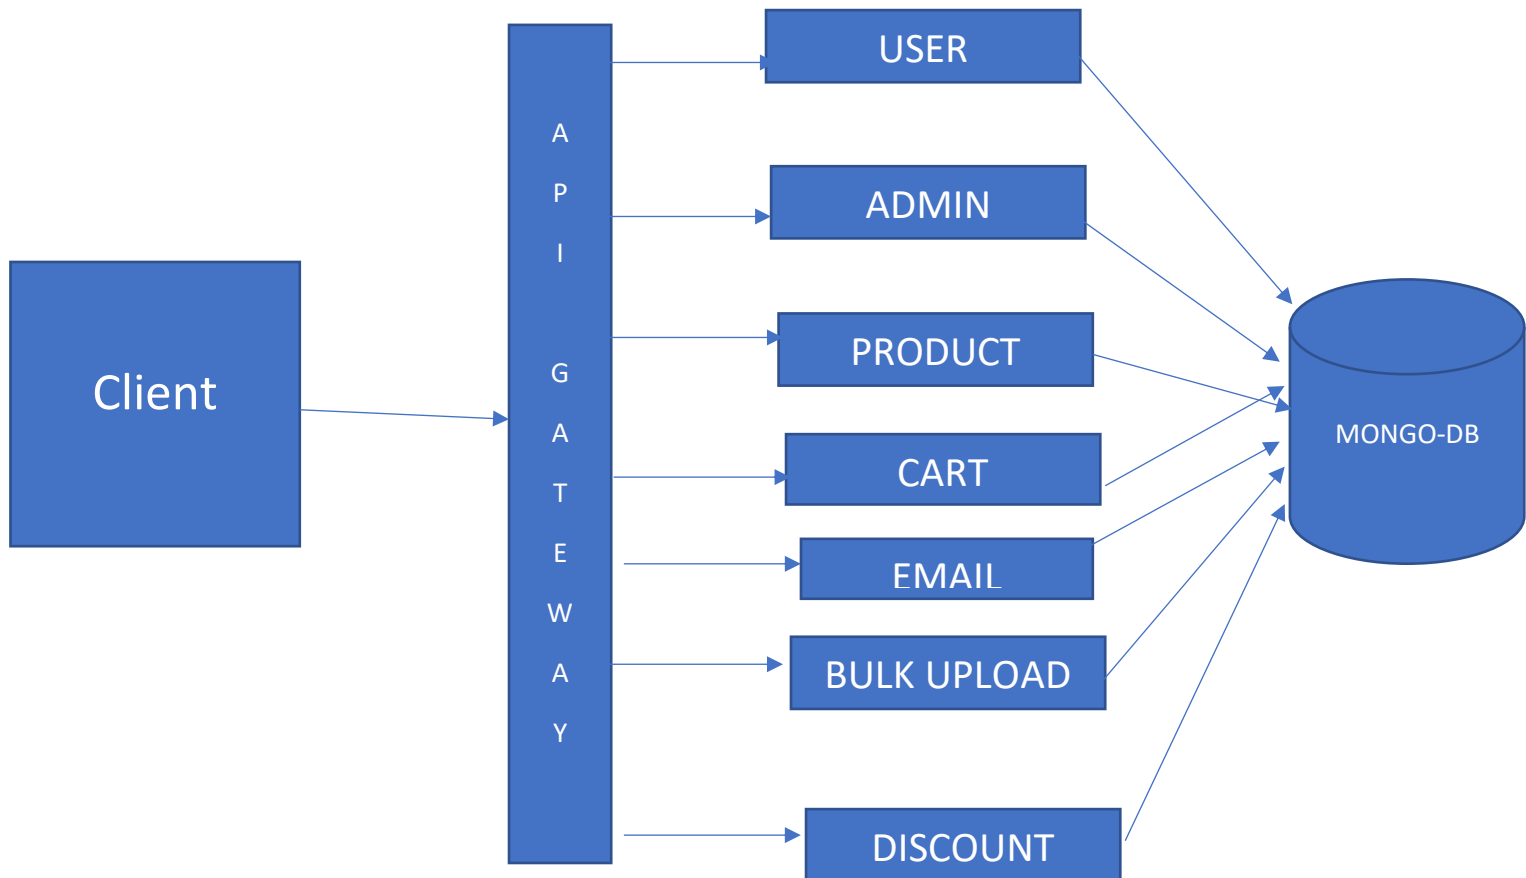 Client
A
P
I
G
A
T
E
W
A
Y
USER
ADMIN
PRODUCT
CART
EMAIL
BULK UPLOAD
DISCOUNT
MONGO-DB